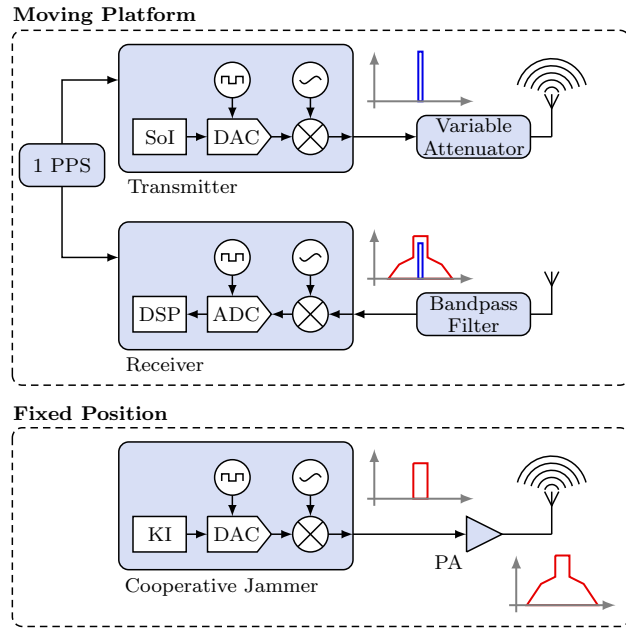 Moving Platform
1 PPS
SoI
DAC
Transmitter
Variable
Attenuator
DSP
ADC
Receiver
Bandpass
Filter
Fixed Position
KI
DAC
Cooperative Jammer
PA